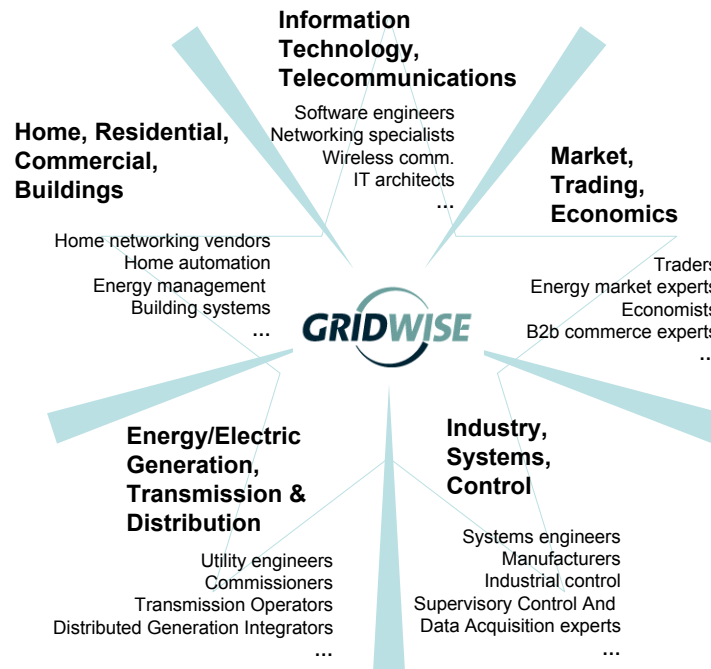 Information
Technology,
Telecommunications
Software engineers
Networking specialists
Wireless comm.
IT architects
...
Home, Residential,
Commercial,
Buildings
Home networking vendors
Home automation
Energy management
Building systems
...
Market,
Trading,
Economics
Traders
Energy market experts
Economists
B2b commerce experts
...
GRIDWISE
Energy/Electric
Generation,
Transmission &
Distribution
Utility engineers
Commissioners
Transmission Operators
Distributed Generation Integrators
...
Industry,
Systems,
Control
Systems engineers
Manufacturers
Industrial control
Supervisory Control And
Data Acquisition experts
...